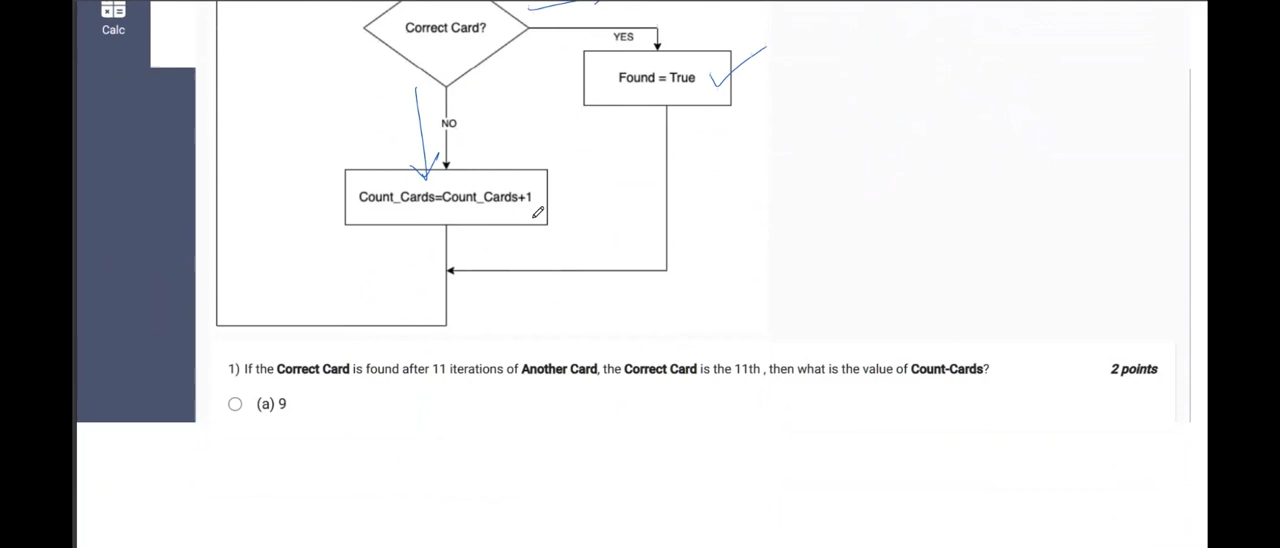 Calc
Correct Card?
YES
Found = True
NO
Count_Cards=Count_Cards+1
1) If the Correct Card is found after 11 iterations of Another Card, the Correct Card is the 11th , then what is the value of Count-Cards?
2 points
(a) 9